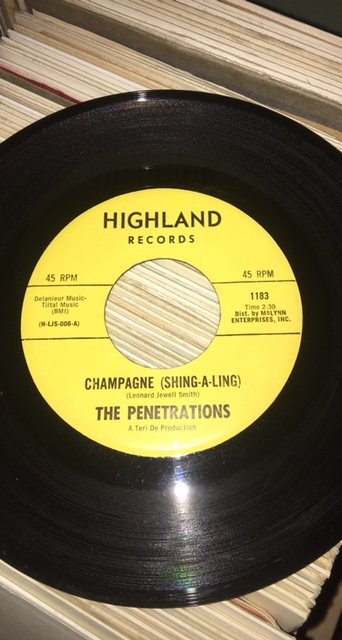 HIGHLAND
RECORDS
45 RPM
45 RPM
Delanieur Music-
Tiltal Music
(BMI)
(H-LJS-006-A)
1183
Time 2:30
Dist. by McLYNN
ENTERPRISES, INC.
CHAMPAGNE (SHING-A-LING)
(Leonard Jewell Smith)
THE PENETRATIONS
A Teri De Production